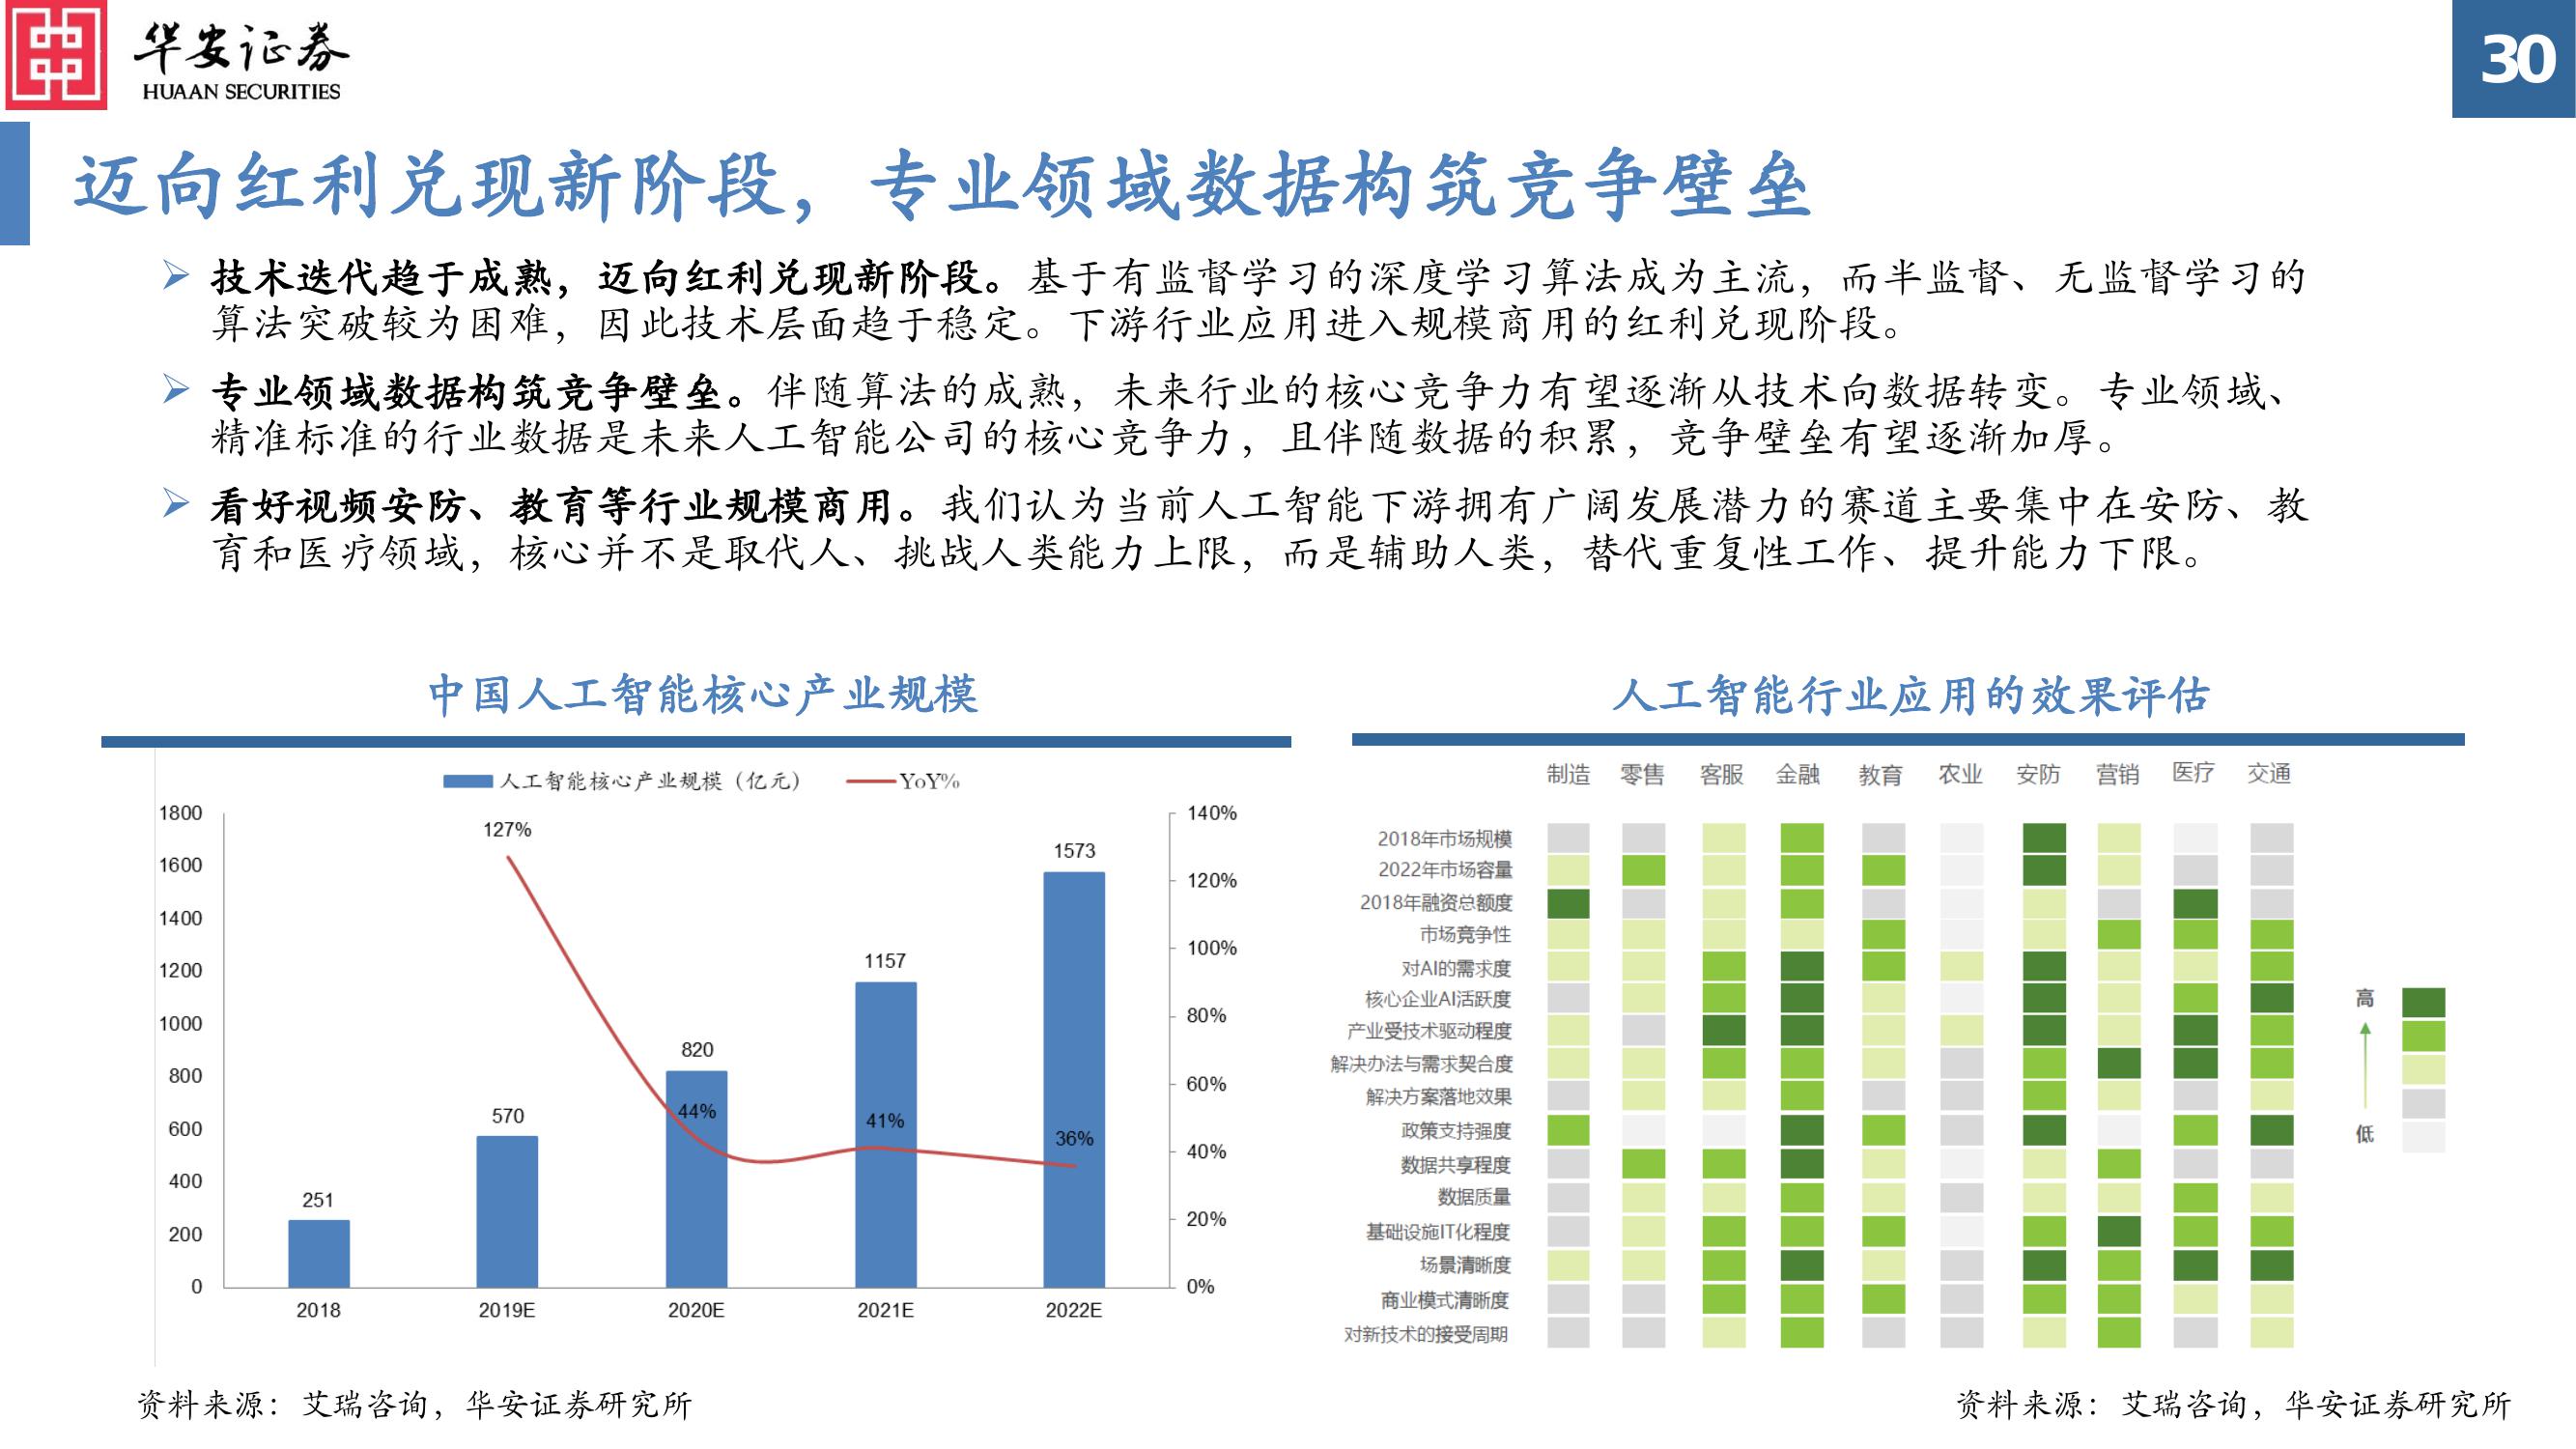 华安证券
HUAAN SECURITIES
30
迈向红利兑现新阶段，专业领域数据构筑竞争壁垒
技术迭代趋于成熟，迈向红利兑现新阶段。基于有监督学习的深度学习算法成为主流，而半监督、无监督学习的
算法突破较为困难，因此技术层面趋于稳定。下游行业应用进入规模商用的红利兑现阶段。
专业领域数据构筑竞争壁垒。伴随算法的成熟，未来行业的核心竞争力有望逐渐从技术向数据转变。专业领域、
精准标准的行业数据是未来人工智能公司的核心竞争力，且伴随数据的积累，竞争壁垒有望逐渐加厚。
看好视频安防、教育等行业规模商用。我们认为当前人工智能下游拥有广阔发展潜力的赛道主要集中在安防、教
育和医疗领域，核心并不是取代人、挑战人类能力上限，而是辅助人类，替代重复性工作、提升能力下限。
中国人工智能核心产业规模
人工智能核心产业规模（亿元）
YoY%
1800
1600
1400
1200
1000
800
600
400
200
0
140%
120%
100%
80%
60%
40%
20%
0%
251
570
820
1157
1573
127%
44%
41%
36%
2018
2019E
2020E
2021E
2022E
资料来源：艾瑞咨询，华安证券研究所
人工智能行业应用的效果评估
制造 零售 客服 金融 教育 农业 安防 营销 医疗 交通
2018年市场规模
2022年市场容量
2018年融资总额度
市场竞争性
对AI的需求度
核心企业AI活跃度
产业受技术驱动程度
解决办法与需求契合度
解决方案落地效果
政策支持强度
数据共享程度
数据质量
基础设施IT化程度
场景清晰度
商业模式清晰度
对新技术的接受周期
高
低
资料来源：艾瑞咨询，华安证券研究所